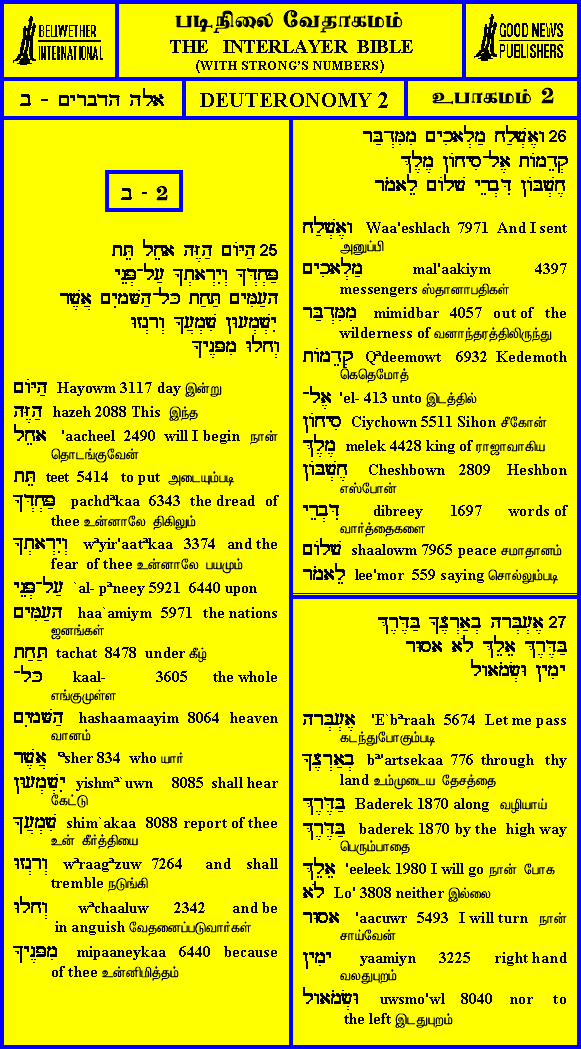 BELIWETHER
INTERNATIONAL
படிநிலை வேதாகமம்
THE INTERLAYER BIBLE
(WITH STRONG'S NUMBERS)
GOOD NEWS
PUBLISHERS
אלה הדברים - ב
DEUTERONOMY 2
உபாகமம் 2
ב - 2
25 הַיּוֹם הַזֶּה אָחֵל תֵּת
פַּחְדְּךָ וְיִרְאָתְךָ עַל־פְּנֵי
הָעַמִּים תַּחַת כָּל־הַשָּׁמָיִם אֲשֶׁר
יִשְׁמְעוּן שִׁמְעֲךָ וְרָגְזוּ
וְחָלוּ מִפָּנֶיךָ
הַיּוֹם Hayowm 3117 day இன்று
הַזֶּה hazeh 2088 This இந்த
אָחֵל 'aacheel 2490 will I begin நான்
தொடங்குவேன்
תֵּת teet 5414 to put அடையும்படி
פַּחְדְּךָ pachdªkaa 6343 the dread of
thee உன்னாலே திகிலும்
וְיִרְאָתְךָ wªyir'aatªkaa 3374 and the
fear of thee உன்னாலே பயமும்
עַל־פְּנֵי `al- pªneey 5921 6440 upon
הָעַמִּים haa`amiym 5971 the nations
ஜனங்கள்
תַּחַת tachat 8478 under கீழ்
כָּל־ kaal- 3605 the whole
எங்குமுள்ள
הַשָּׁמַיִם hashaamaayim 8064 heaven
வானம்
אֲשֶׁר ªsher 834 who யார்
יִשְׁמְעוּן yishmª`uwn 8085 shall hear
கேட்டு
שִׁמְעֲךָ shim`akaa 8088 report of thee
உன் கீர்த்தியை
וְרָגְזוּ wªraagªzuw 7264 and shall
tremble நடுங்கி
וְחָלוּ wªchaaluw 2342 and be
in anguish வேதனைப்படுவார்கள்
מִפָּנֶיךָ mipaaneykaa 6440 because
of thee உன்னிமித்தம்
26 וָאֶשְׁלַח מַלְאָכִים מִמִּדְבַּר
קְדֵמוֹת אֶל־סִיחוֹן מֶלֶךְ
חֶשְׁבּוֹן דִּבְרֵי שָׁלוֹם לֵאמֹר
וָאֶשְׁלַח Waa'eshlach 7971 And I sent
அனுப்பி
מַלְאָכִים mal'aakiym 4397
messengers ஸ்தானாபதிகள்
מִמִּדְבַּר mimidbar 4057 out of the
wilderness of வனாந்தரத்திலிருந்து
קְדֵמוֹת Qªdeemowt 6932 Kedemoth
கெதெமோத்
אֶל־ 'el- 413 unto இடத்தில்
סִיחוֹן Ciychown 5511 Sihon சீகோன்
מֶלֶךְ melek 4428 king of ராஜாவாகிய
חֶשְׁבּוֹן Cheshbown 2809 Heshbon
எஸ்போன்
דִּבְרֵי dibreey 1697 words of
வார்த்தைகளை
שָׁלוֹם shaalowm 7965 peace சமாதானம்
לֵאמֹר lee'mor 559 saying சொல்லும்படி
27 אֶעְבְּרָה בְאַרְצֶךָ בַּדֶּרֶךְ
בַּדֶּרֶךְ אֵלֵךְ לֹא אָסוּר
יָמִין וּשְׂמֹאול
אֶעְבְּרָה 'E`bªraah 5674 Let me pass
கடந்துபோகும்படி
בְאַרְצֶךָ bª'artsekaa 776 through thy
land உம்முடைய தேசத்தை
בַּדֶּרֶךְ Baderek 1870 along வழியாய்
בַּדֶּרֶךְ baderek 1870 by the high way
பெரும்பாதை
אֵלֵךְ 'eeleek 1980 I will go நான் போக
לֹא Lo' 3808 neither இல்லை
אָסוּר 'aacuwr 5493 I will turn நான்
சாய்வேன்
יָמִין yaamiyn 3225 right hand
வலதுபுறம்
וּשְׂמֹאול uwsmo'wl 8040 nor to
the left இடதுபுறம்